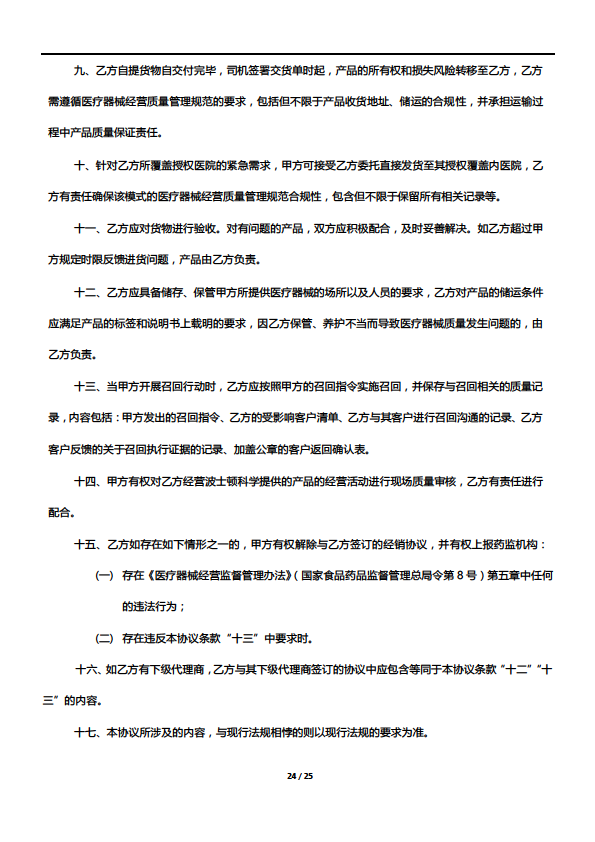 九、乙方自提货物自交付完毕，司机签署交货单时起，产品的所有权和损失风险转移至乙方，乙方
需遵循医疗器械经营质量管理规范的要求，包括但不限于产品收货地址、储运的合规性，并承担运输过
程中产品质量保证责任。
十、针对乙方所覆盖授权医院的紧急需求，甲方可接受乙方委托直接发货至其授权覆盖内医院，乙
方有责任确保该模式的医疗器械经营质量管理规范合规性，包含但不限于保留所有相关记录等。
十一、乙方应对货物进行验收。对有问题的产品，双方应积极配合，及时妥善解决。如乙方超过甲
方规定时限反馈进货问题，产品由乙方负责。
十二、乙方应具备储存、保管甲方所提供医疗器械的场所以及人员的要求，乙方对产品的储运条件
应满足产品的标签和说明书上载明的要求，因乙方保管、养护不当而导致医疗器械质量发生问题的，由
乙方负责。
十三、当甲方开展召回行动时，乙方应按照甲方的召回指令实施召回，并保存与召回相关的质量记
录，内容包括：甲方发出的召回指令、乙方的受影响客户清单、乙方与其客户进行召回沟通的记录、乙方
客户反馈的关于召回执行证据的记录、加盖公章的客户返回确认表。
十四、甲方有权对乙方经营波士顿科学提供的产品的经营活动进行现场质量审核，乙方有责任进行
配合。
十五、乙方如存在如下情形之一的，甲方有权解除与乙方签订的经销协议，并有权上报药监机构：
(一) 存在《医疗器械经营监督管理办法》（国家食品药品监督管理总局令第 8 号）第五章中任何
的违法行为；
(二) 存在违反本协议条款“十三”中要求时。
十六、如乙方有下级代理商，乙方与其下级代理商签订的协议中应包含等同于本协议条款“十二”“十
三”的内容。
十七、本协议所涉及的内容，与现行法规相悖的则以现行法规的要求为准。
24 / 25